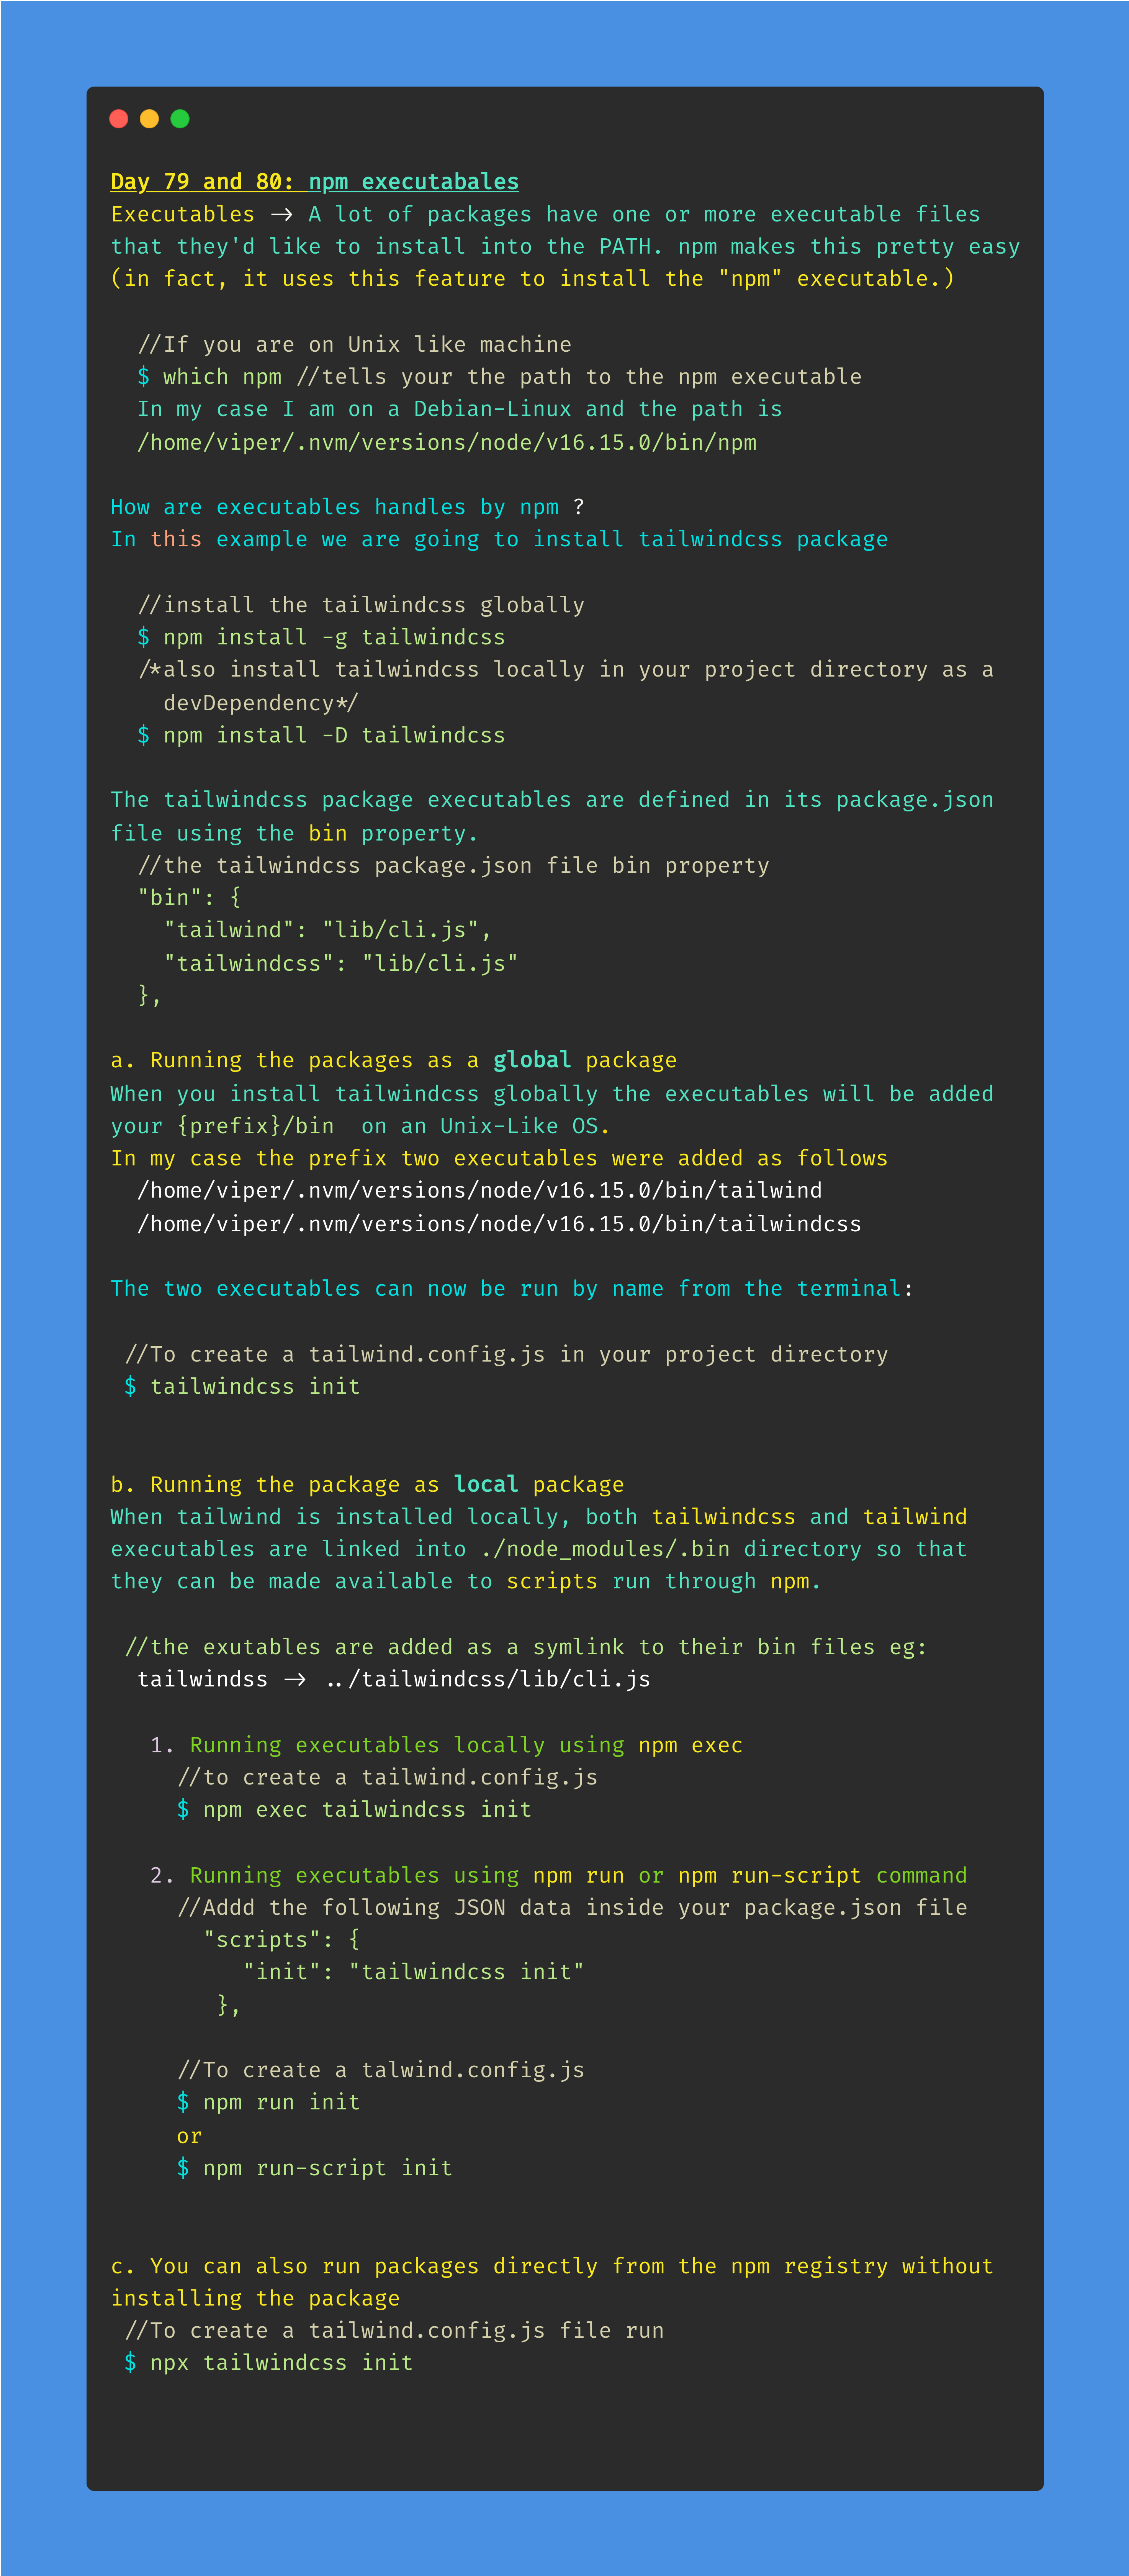 Day 79 and 80: npm executabales
Executables → A lot of packages have one or more executable files
that they'd like to install into the PATH. npm makes this pretty easy
(in fact, it uses this feature to install the "npm" executable.)
//If you are on Unix like machine
$ which npm //tells your the path to the npm executable
In my case I am on a Debian-Linux and the path is
/home/viper/.nvm/versions/node/v16.15.0/bin/npm
How are executables handles by npm ?
In this example we are going to install tailwindcss package
//install the tailwindcss globally
$ npm install -g tailwindcss
/*also install tailwindcss locally in your project directory as a
devDependency*/
$ npm install -D tailwindcss
The tailwindcss package executables are defined in its package.json
file using the bin property.
//the tailwindcss package.json file bin property
"bin": {
"tailwind": "lib/cli.js",
"tailwindcss": "lib/cli.js"
},
a. Running the packages as a global package
When you install tailwindcss globally the executables will be added
your {prefix}/bin  on an Unix-Like OS.
In my case the prefix two executables were added as follows
/home/viper/.nvm/versions/node/v16.15.0/bin/tailwind
/home/viper/.nvm/versions/node/v16.15.0/bin/tailwindcss
The two executables can now be run by name from the terminal:
//To create a tailwind.config.js in your project directory
$ tailwindcss init
b. Running the package as local package
When tailwind is installed locally, both tailwindcss and tailwind
executables are linked into ./node_modules/.bin directory so that
they can be made available to scripts run through npm.
//the exutables are added as a symlink to their bin files eg:
tailwindss → ../tailwindcss/lib/cli.js
1. Running executables locally using npm exec
//to create a tailwind.config.js
$ npm exec tailwindcss init
2. Running executables using npm run or npm run-script command
//Addd the following JSON data inside your package.json file
"scripts": {
"init": "tailwindcss init"
},
//To create a talwind.config.js
$ npm run init
or
$ npm run-script init
c. You can also run packages directly from the npm registry without
installing the package
//To create a tailwind.config.js file run
$ npx tailwindcss init